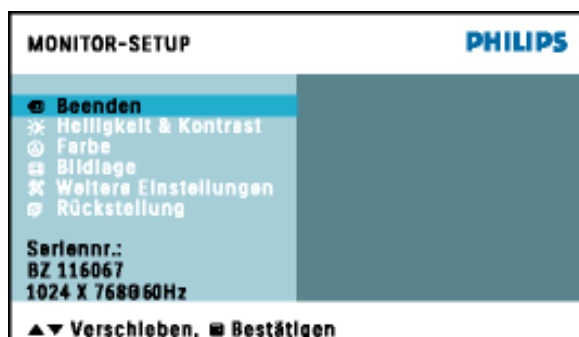 MONITOR-SETUP PHILIPS
Beenden
Helligkeit & Kontrast
Farbe
Bildlage
Weitere Einstellungen
Rückstellung
Seriennr.:
BZ 116067
1024 X 768@60Hz
▲▼ Verschieben, Bestätigen